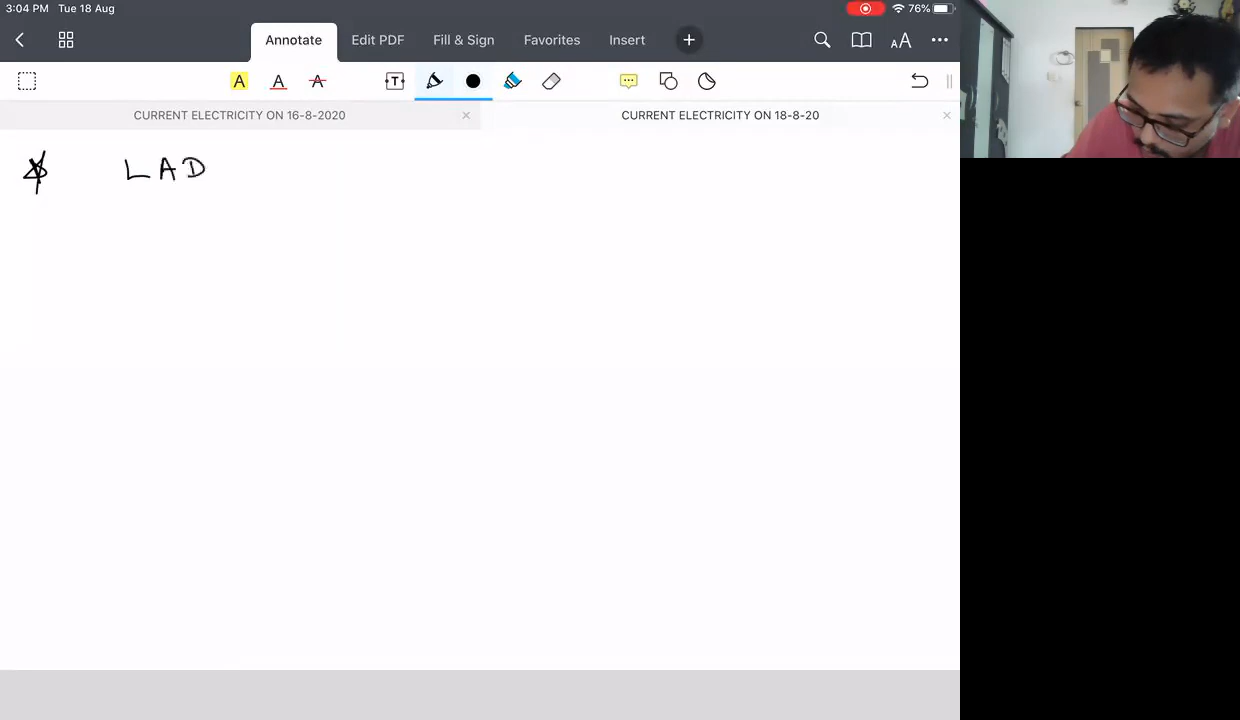 3:04 PM Tue 18 Aug 76%
Annotate Edit PDF Fill & Sign Favorites Insert
A A A T AA
CURRENT ELECTRICITY ON 16-8-2020 CURRENT ELECTRICITY ON 18-8-20
LAD